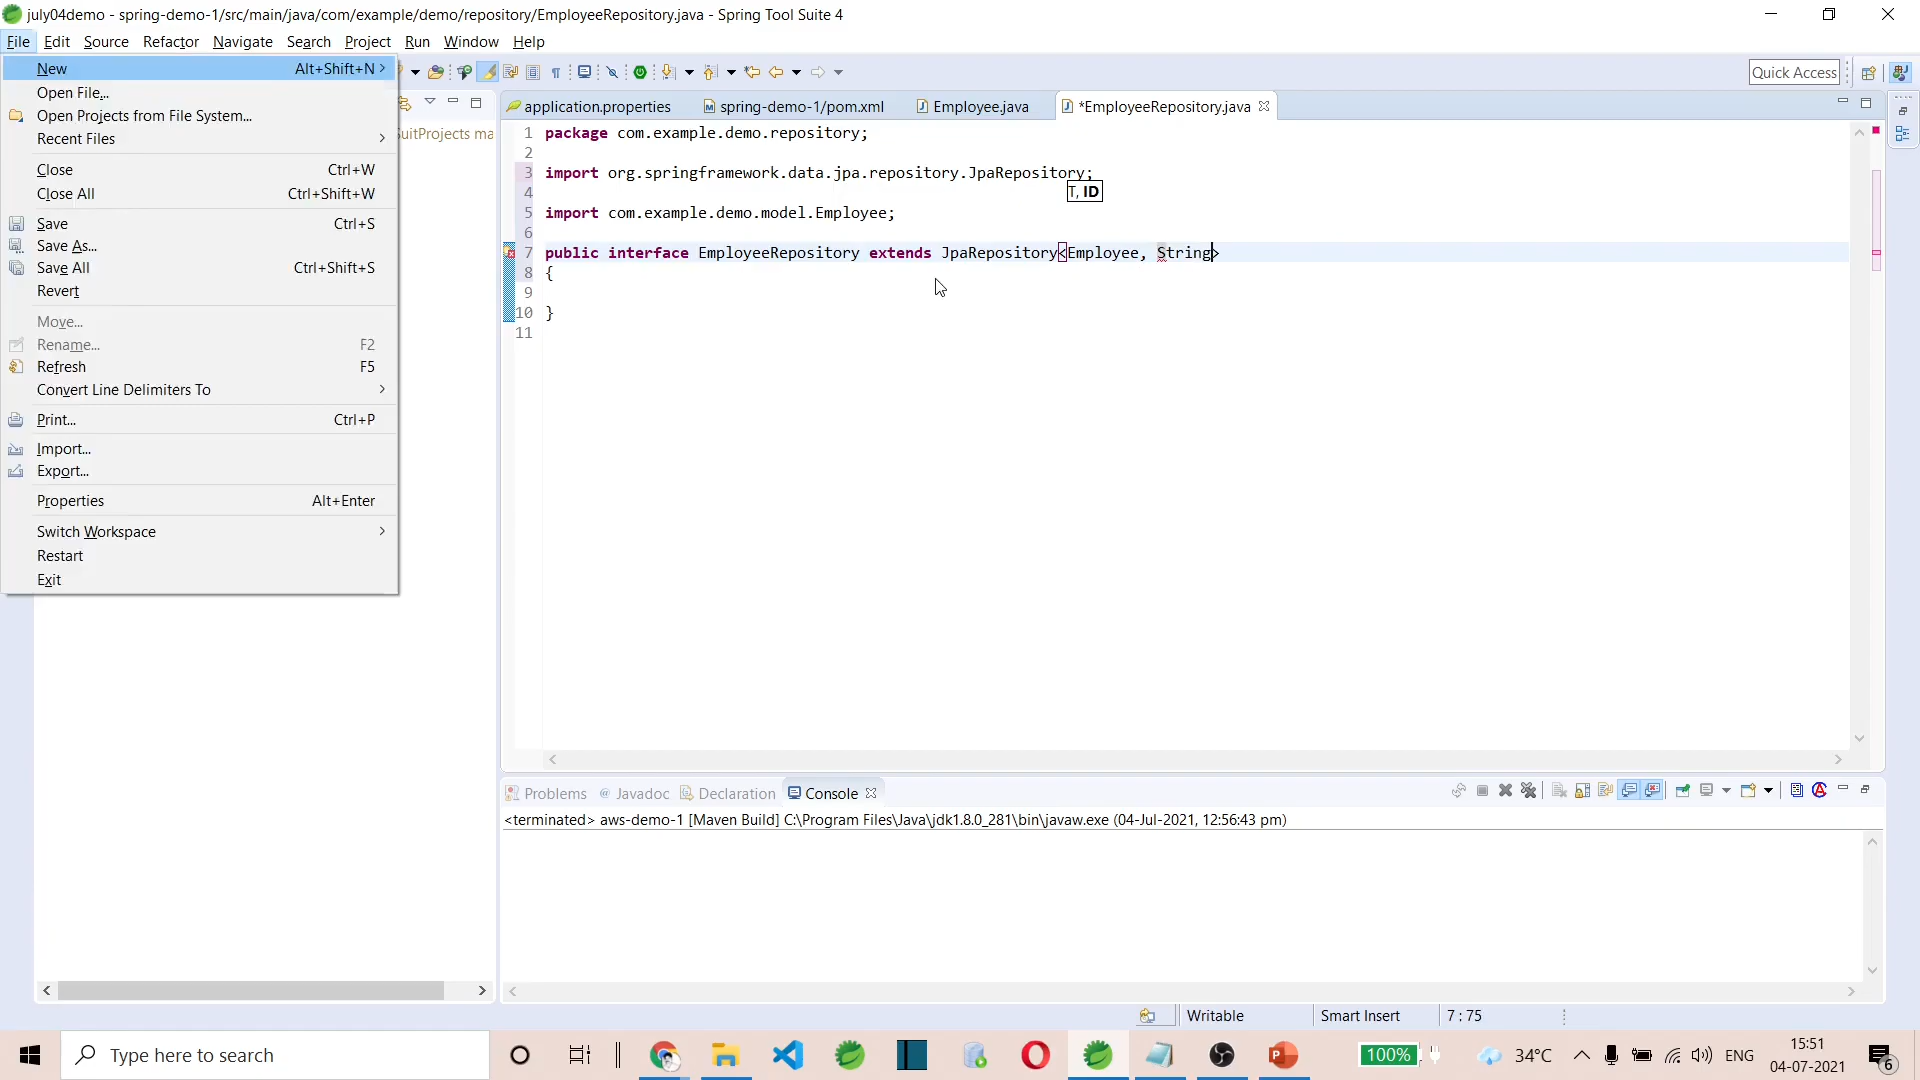 july04demo - spring-demo-1/src/main/java/com/example/demo/repository/EmployeeRepository.java - Spring Tool Suite 4
File Edit Source Refactor Navigate Search Project Run Window Help
New Alt+Shift+N
Open File...
Open Projects from File System...
Recent Files
Close Ctrl+W
Close All Ctrl+Shift+W
Save Ctrl+S
Save As...
Save All Ctrl+Shift+S
Revert
Move...
Rename... F2
Refresh F5
Convert Line Delimiters To
Print... Ctrl+P
Import...
Export...
Properties Alt+Enter
Switch Workspace
Restart
Exit
Quick Access
SuitProjects ma
application.properties spring-demo-1/pom.xml Employee.java *EmployeeRepository.java
1 package com.example.demo.repository;
2
3 import org.springframework.data.jpa.repository.JpaRepository;
4 T, ID
5 import com.example.demo.model.Employee;
6
7 public interface EmployeeRepository extends JpaRepository<Employee, String>
8 {
9
10 }
11
Problems @ Javadoc Declaration Console
<terminated> aws-demo-1 [Maven Build] C:\Program Files\Java\jdk1.8.0_281\bin\javaw.exe (04-Jul-2021, 12:56:43 pm)
Writable Smart Insert 7 : 75
Type here to search
100% 34°C ENG 15:51
04-07-2021
6